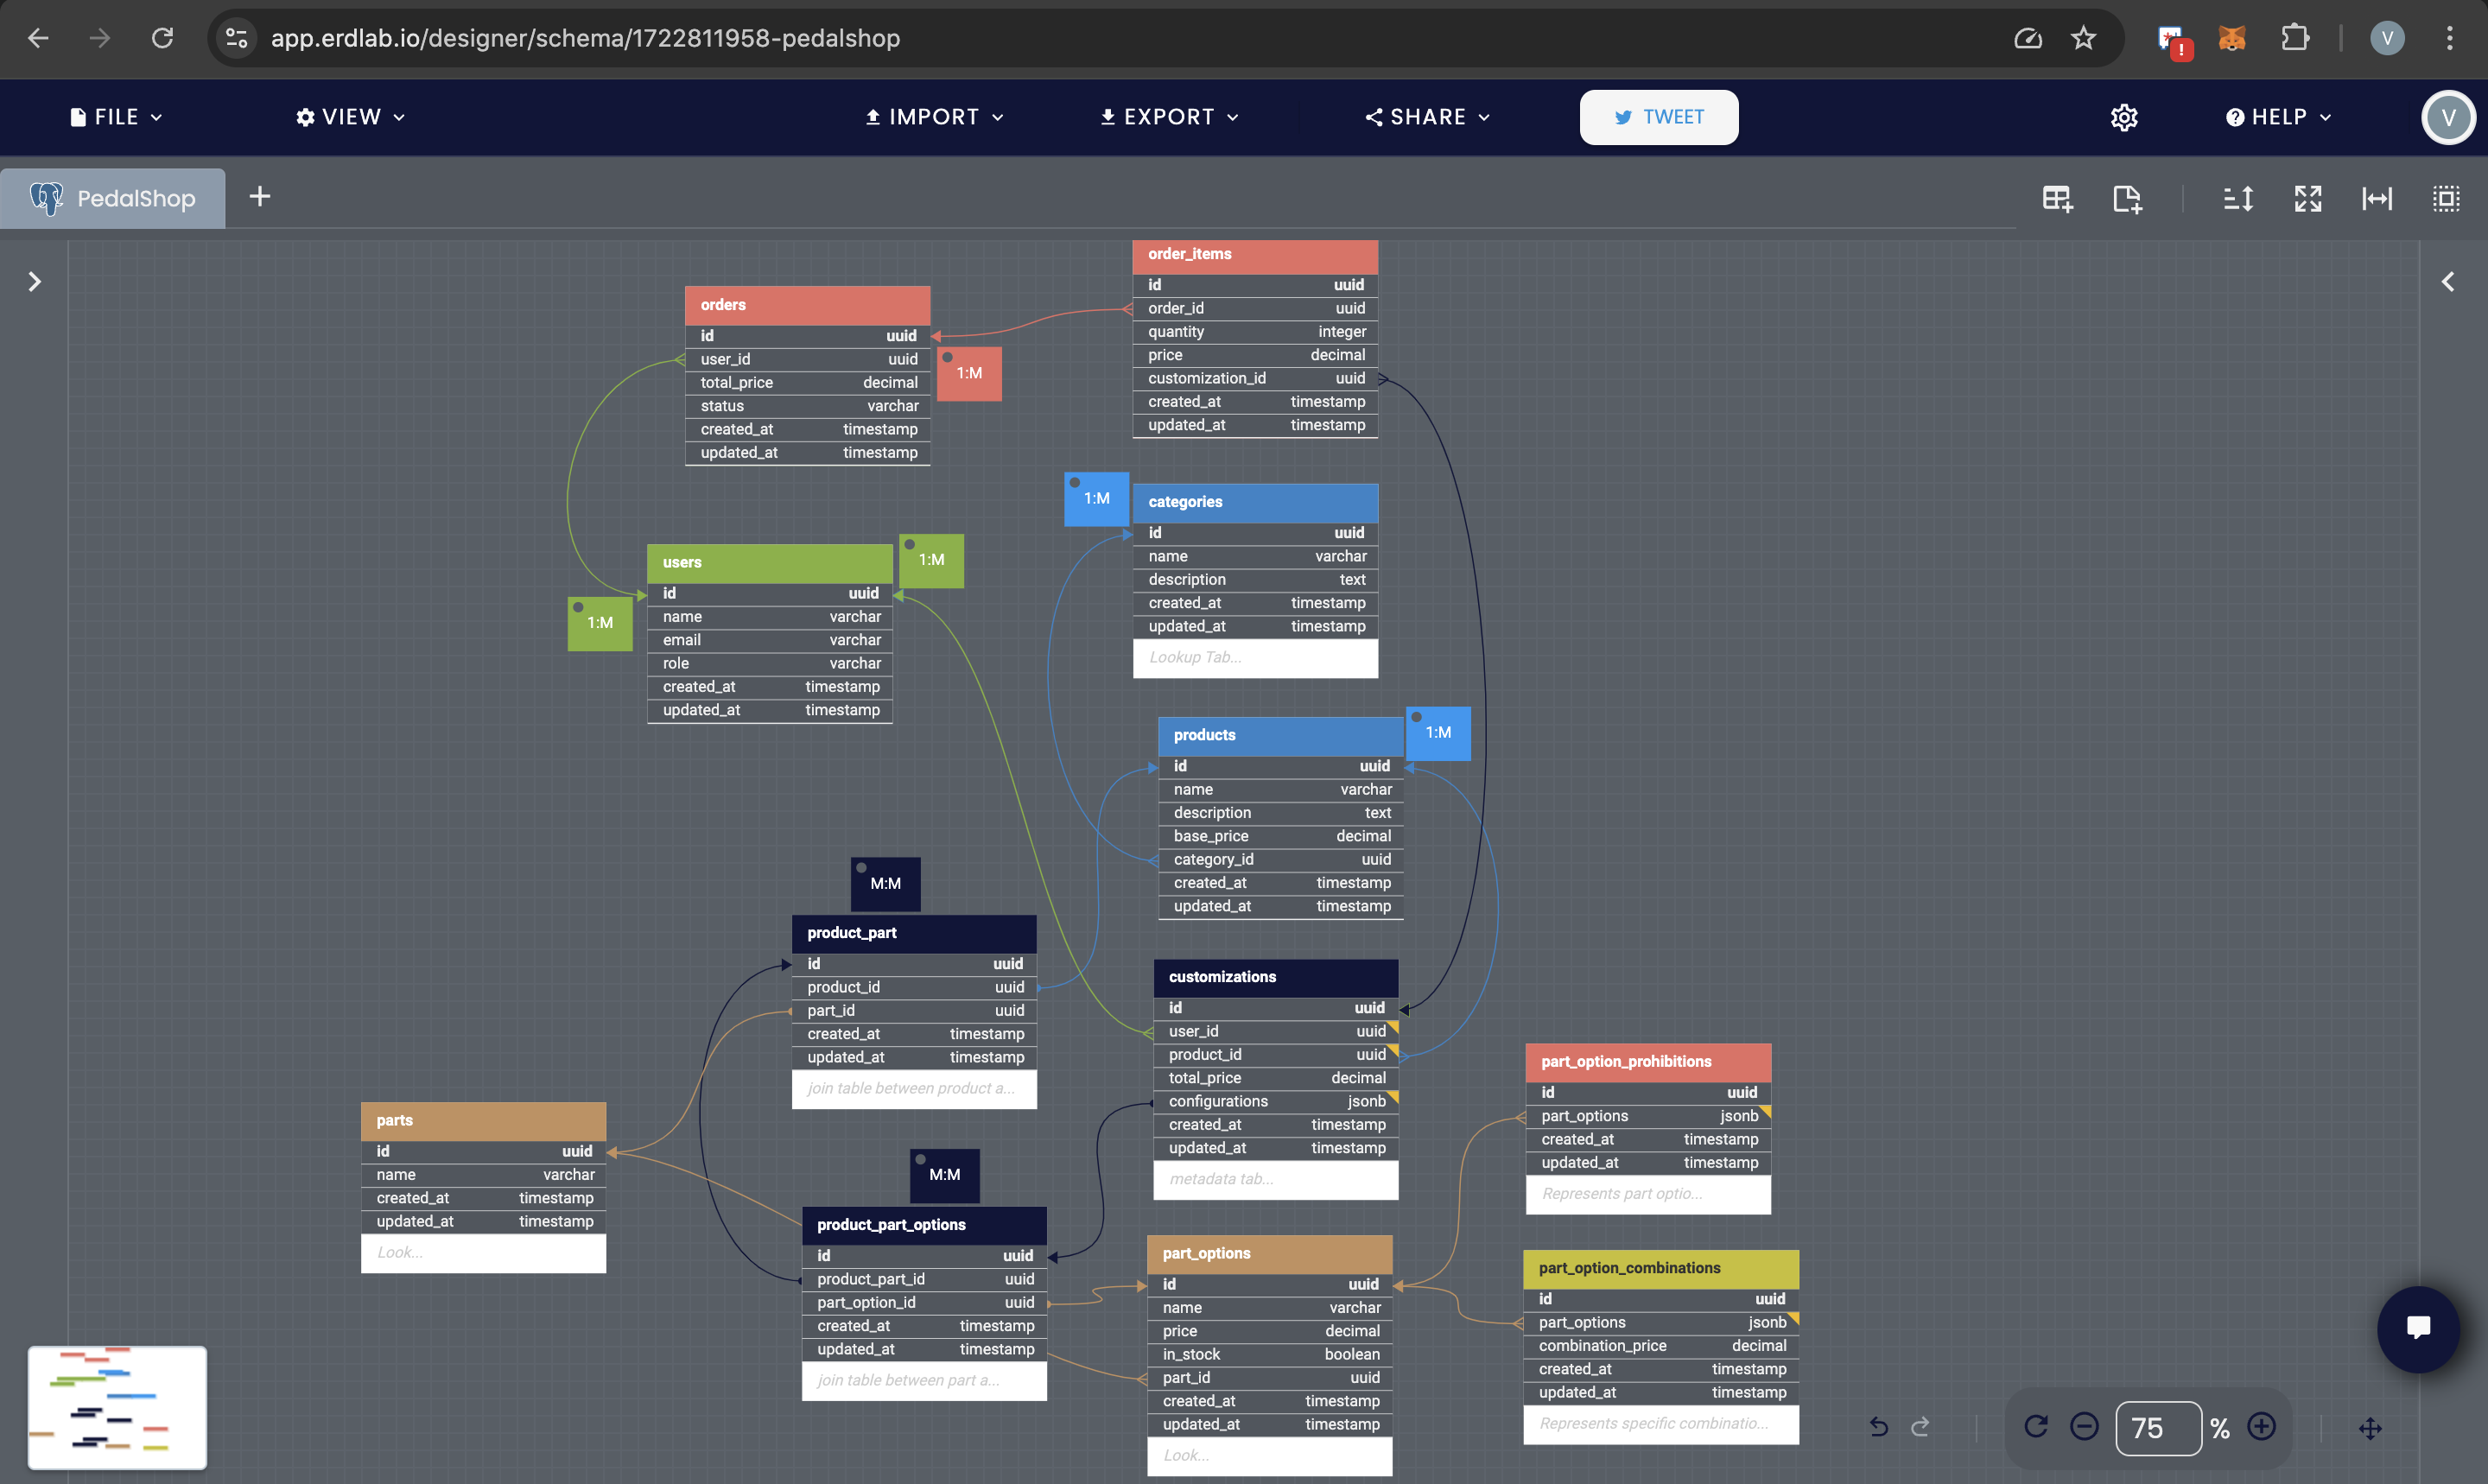 app.erdlab.io/designer/schema/1722811958-pedalshop
V
FILE
VIEW
IMPORT
EXPORT
SHARE
TWEET
HELP
V
PedalShop
order_items
id uuid
order_id uuid
quantity integer
price decimal
customization_id uuid
created_at timestamp
updated_at timestamp
orders
id uuid
user_id uuid
total_price decimal
status varchar
created_at timestamp
updated_at timestamp
1:M
1:M
categories
id uuid
name varchar
description text
created_at timestamp
updated_at timestamp
Lookup Tab...
users
id uuid
name varchar
email varchar
role varchar
created_at timestamp
updated_at timestamp
1:M
1:M
products
id uuid
name varchar
description text
base_price decimal
category_id uuid
created_at timestamp
updated_at timestamp
1:M
M:M
product_part
id uuid
product_id uuid
part_id uuid
created_at timestamp
updated_at timestamp
join table between product a...
customizations
id uuid
user_id uuid
product_id uuid
total_price decimal
configurations jsonb
created_at timestamp
updated_at timestamp
metadata tab...
part_option_prohibitions
id uuid
part_options jsonb
created_at timestamp
updated_at timestamp
Represents part optio...
parts
id uuid
name varchar
created_at timestamp
updated_at timestamp
Look...
M:M
product_part_options
id uuid
product_part_id uuid
part_option_id uuid
created_at timestamp
updated_at timestamp
join table between part a...
part_options
id uuid
name varchar
price decimal
in_stock boolean
part_id uuid
created_at timestamp
updated_at timestamp
Look...
part_option_combinations
id uuid
part_options jsonb
combination_price decimal
created_at timestamp
updated_at timestamp
Represents specific combinatio...
75 %